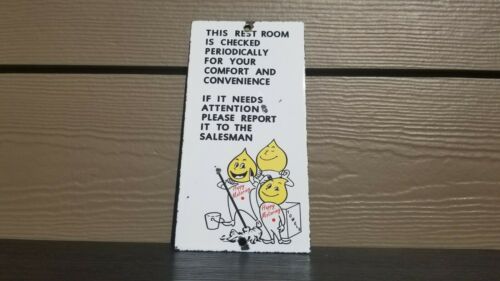 THIS REST ROOM
IS CHECKED
PERIODICALLY
FOR YOUR
COMFORT AND
CONVENIENCE
IF IT NEEDS
ATTENTION
PLEASE REPORT
IT TO THE
SALESMAN
Happy
Motoring
Happy
Motoring